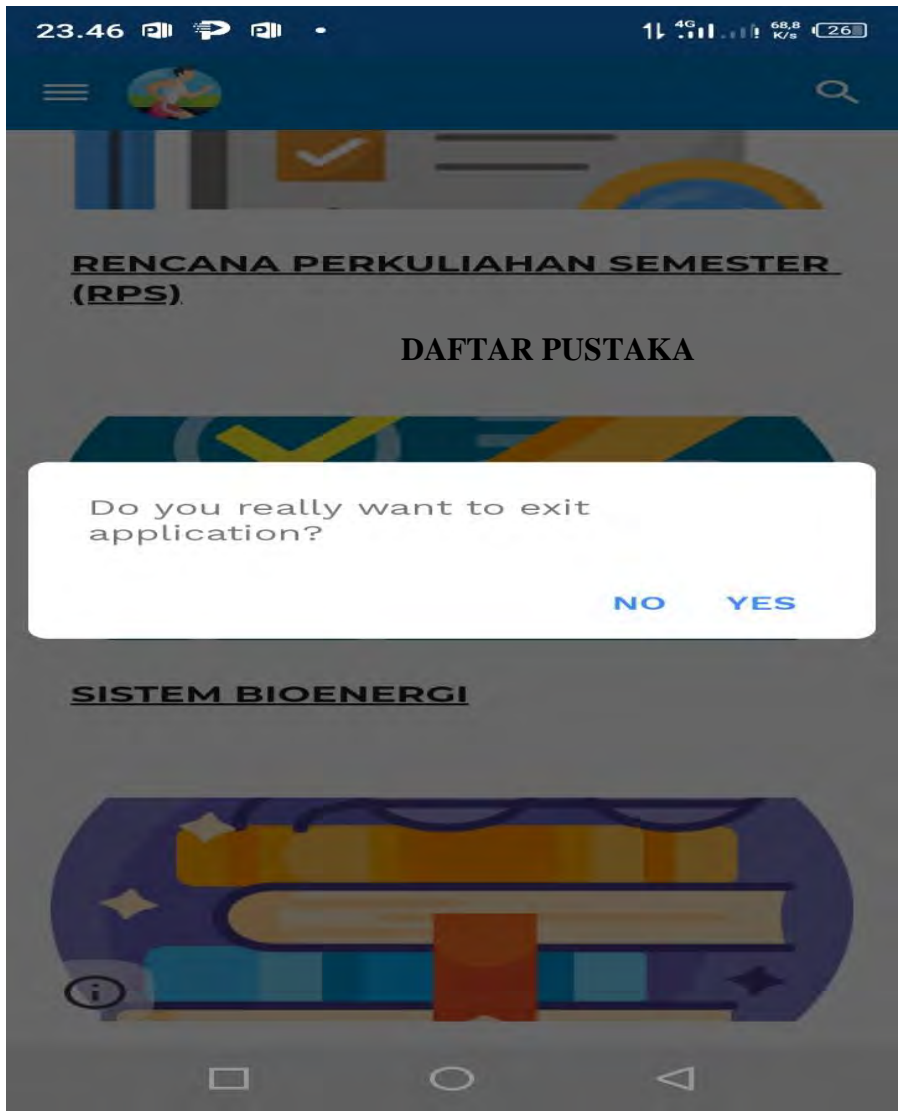 23.46
4G
68,8
K/s
26
RENCANA PERKULIAHAN SEMESTER
(RPS)
DAFTAR PUSTAKA
Do you really want to exit
application?
NO YES
SISTEM BIOENERGI